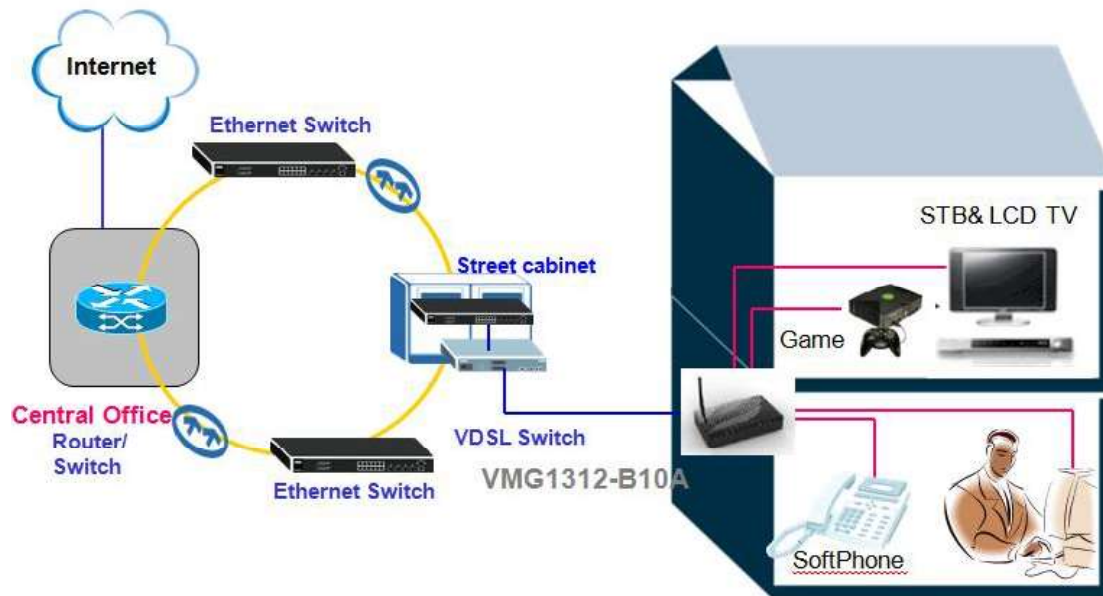 Internet
Ethernet Switch
Street cabinet
STB& LCD TV
Game
Central Office
Router/
Switch
VDSL Switch
Ethernet Switch
VMG1312-B10A
SoftPhone